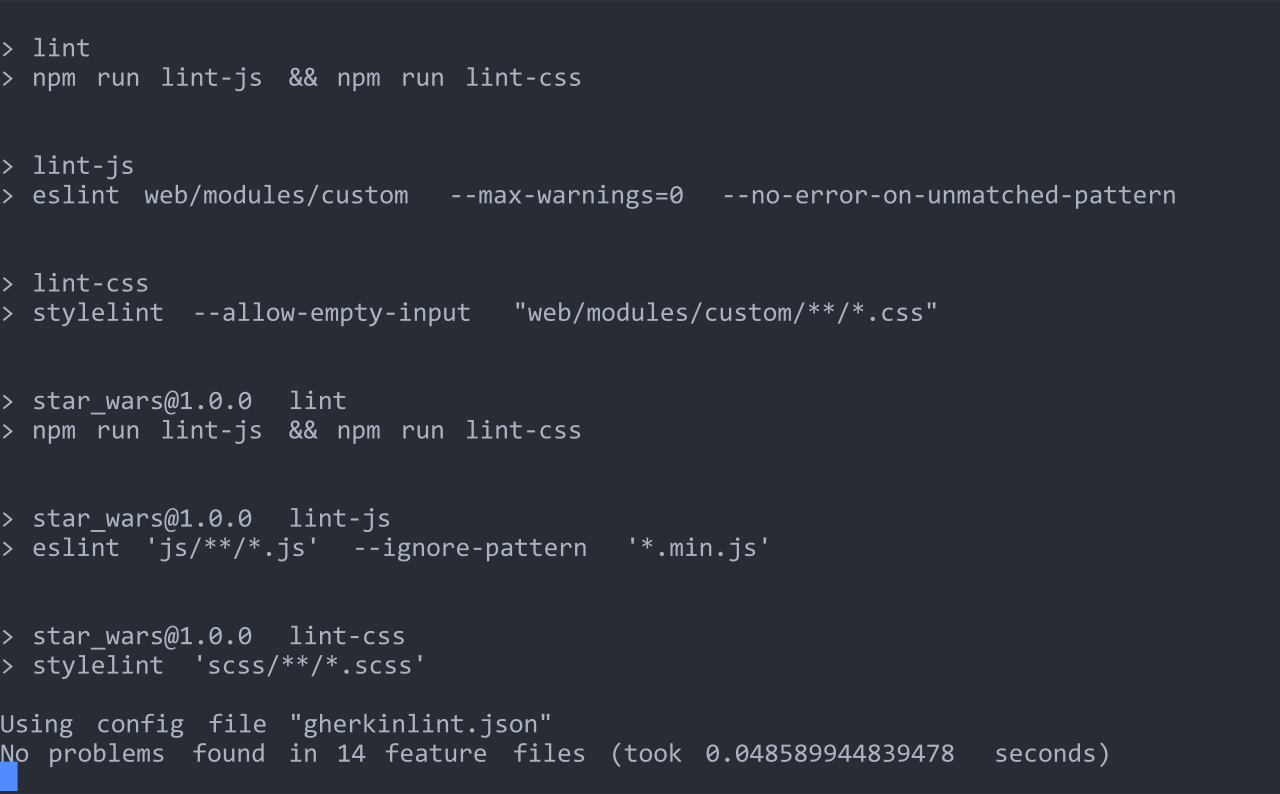 > lint
> npm run lint-js && npm run lint-css
> lint-js
> eslint web/modules/custom --max-warnings=0 --no-error-on-unmatched-pattern
> lint-css
> stylelint --allow-empty-input "web/modules/custom/**/*.css"
> star_wars@1.0.0 lint
> npm run lint-js && npm run lint-css
> star_wars@1.0.0 lint-js
> eslint 'js/**/*.js' --ignore-pattern '*.min.js'
> star_wars@1.0.0 lint-css
> stylelint 'scss/**/*.scss'
Using config file "gherkinlint.json"
No problems found in 14 feature files (took 0.048589944839478 seconds)